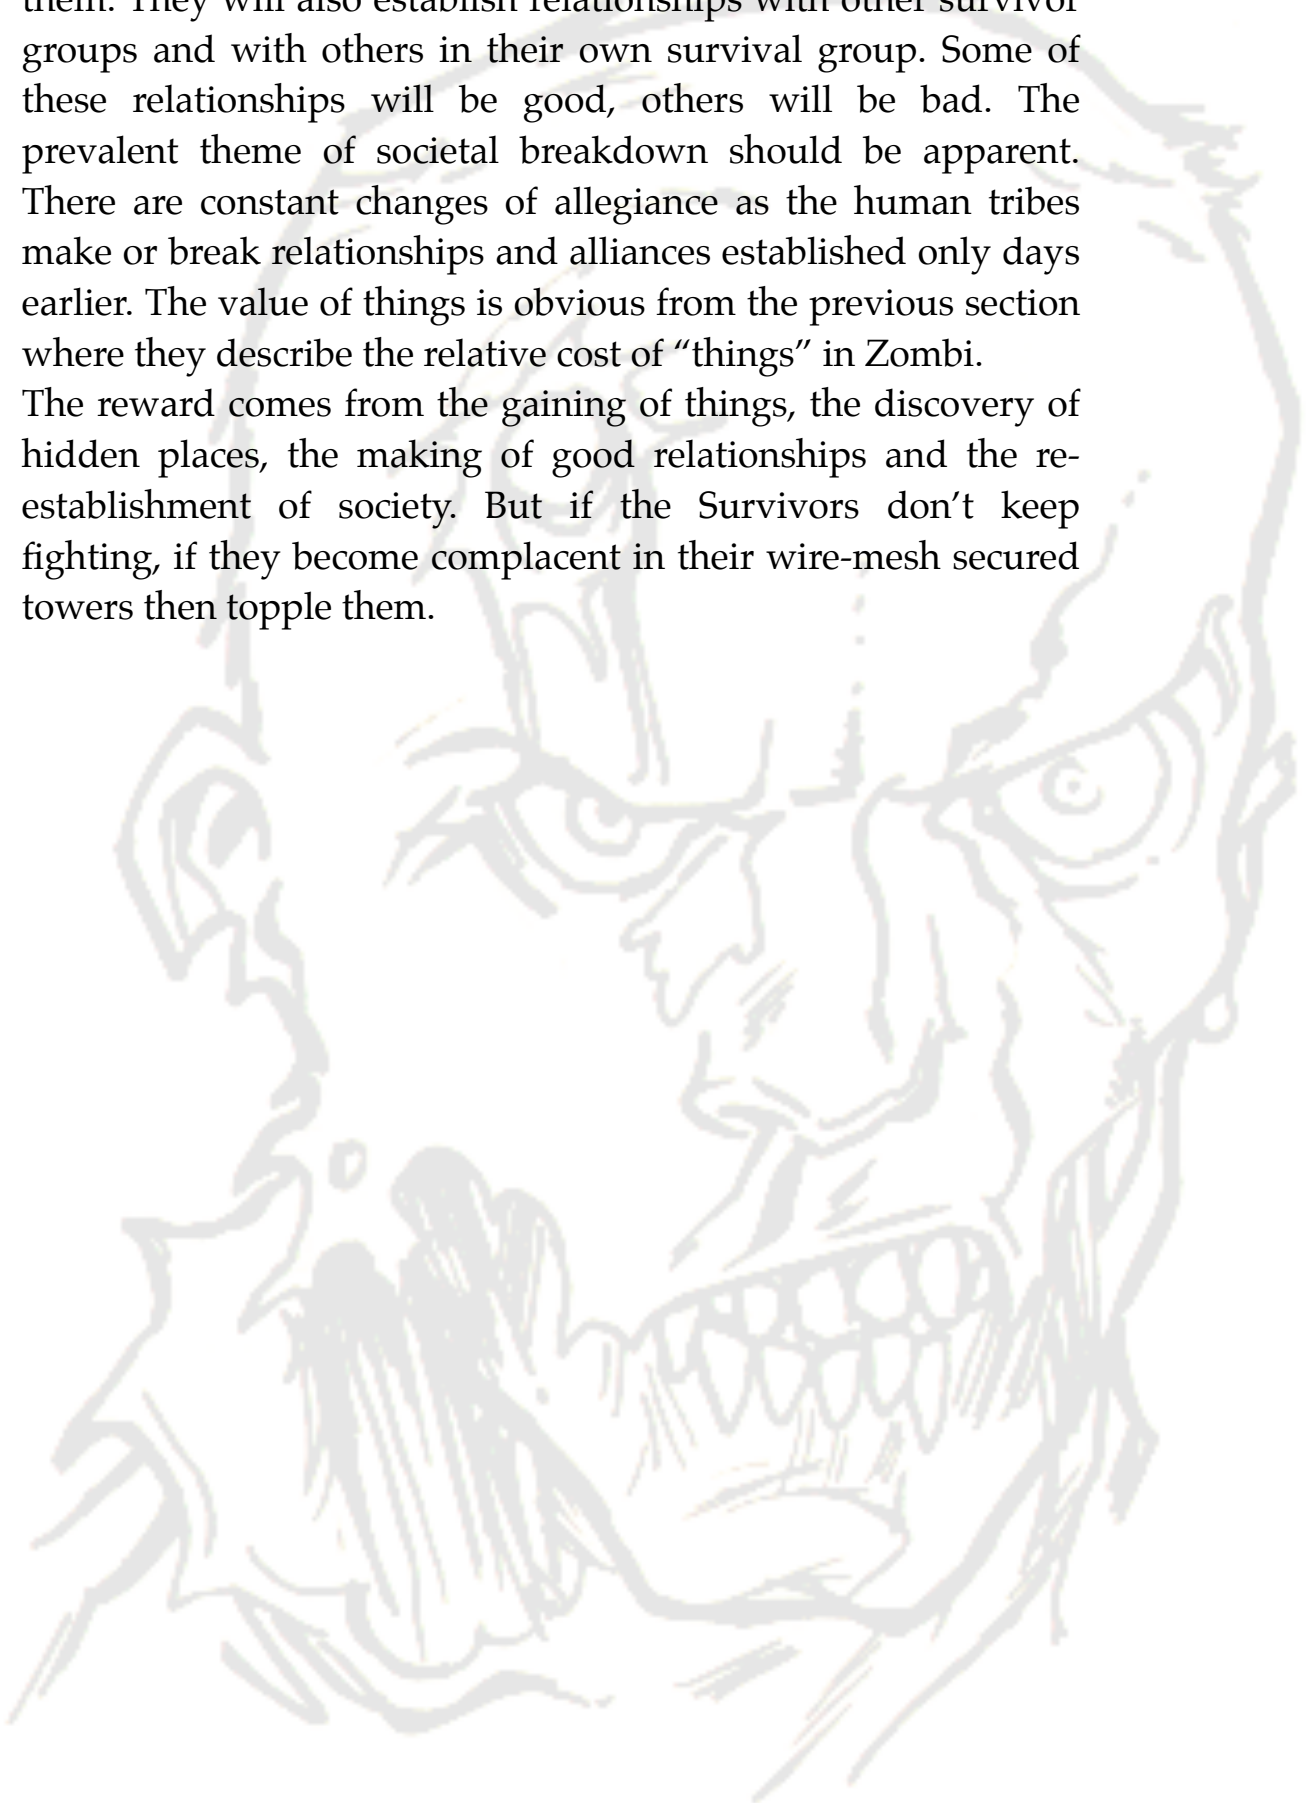 them. They will also establish relationships with other survivor
groups and with others in their own survival group. Some of
these relationships will be good, others will be bad. The
prevalent theme of societal breakdown should be apparent.
There are constant changes of allegiance as the human tribes
make or break relationships and alliances established only days
earlier. The value of things is obvious from the previous section
where they describe the relative cost of “things” in Zombi.
The reward comes from the gaining of things, the discovery of
hidden places, the making of good relationships and the re-
establishment of society. But if the Survivors don’t keep
fighting, if they become complacent in their wire-mesh secured
towers then topple them.